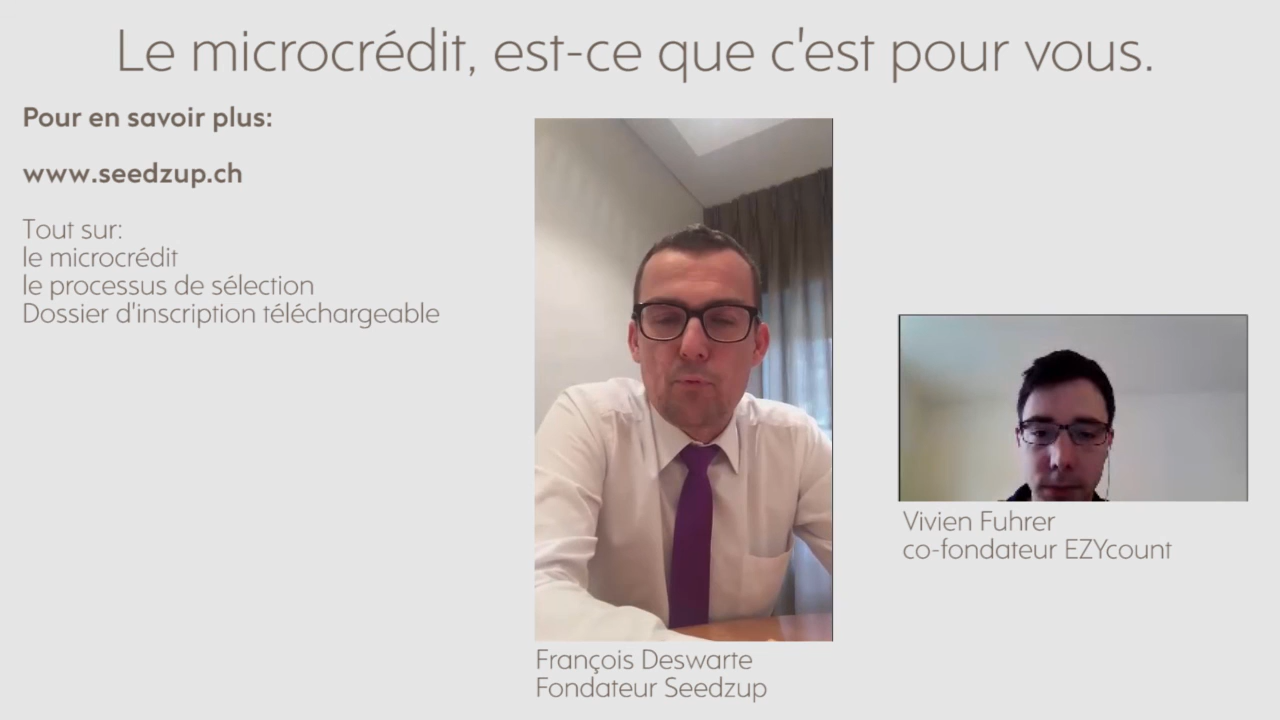 Le microcrédit, est-ce que c'est pour vous.
Pour en savoir plus:
www.seedzup.ch
Tout sur:
le microcrédit
le processus de sélection
Dossier d'inscription téléchargeable
Vivien Fuhrer
co-fondateur EZYcount
François Deswarte
Fondateur Seedzup